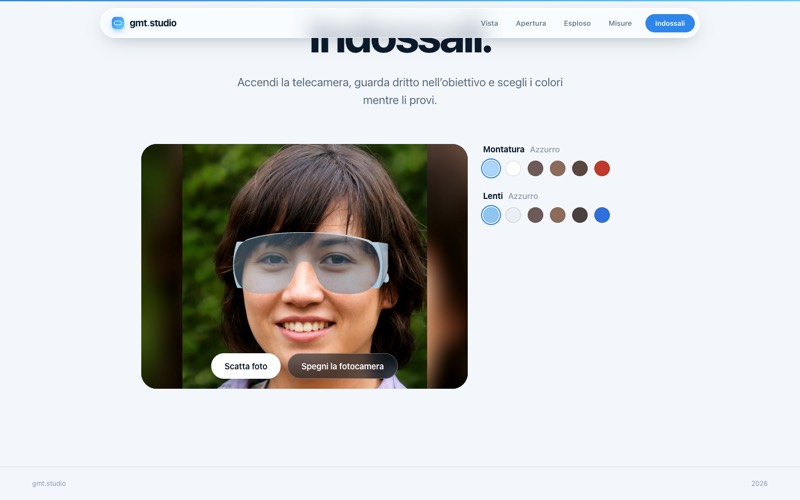 gmt.studio
Vista
Apertura
Esploso
Misure
Indossali
Indossali.
Accendi la telecamera, guarda dritto nell'obiettivo e scegli i colori
mentre li provi.
Montatura Azzurro
Lenti Azzurro
Scatta foto
Spegni la fotocamera
gmt.studio
2026